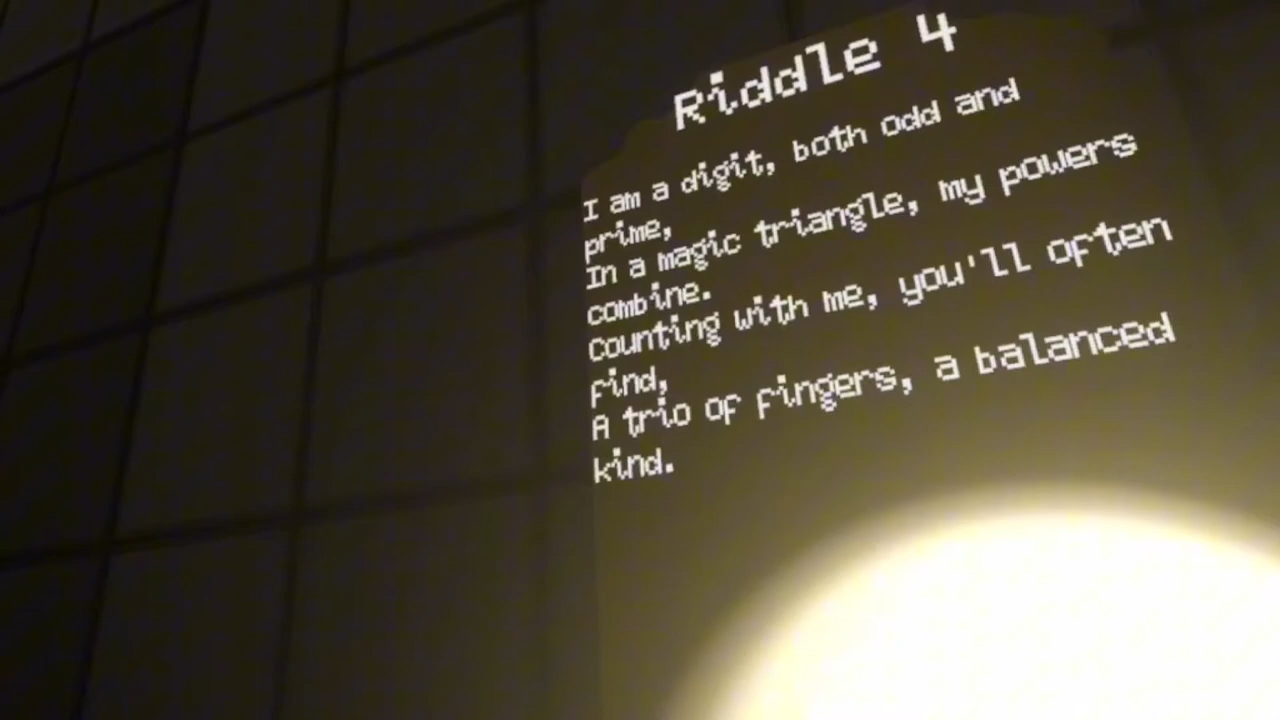 Riddle 4
I am a digit, both odd and
prime,
In a magic triangle, my powers
combine.
Counting with me, you'll often
find,
A trio of fingers, a balanced
kind.